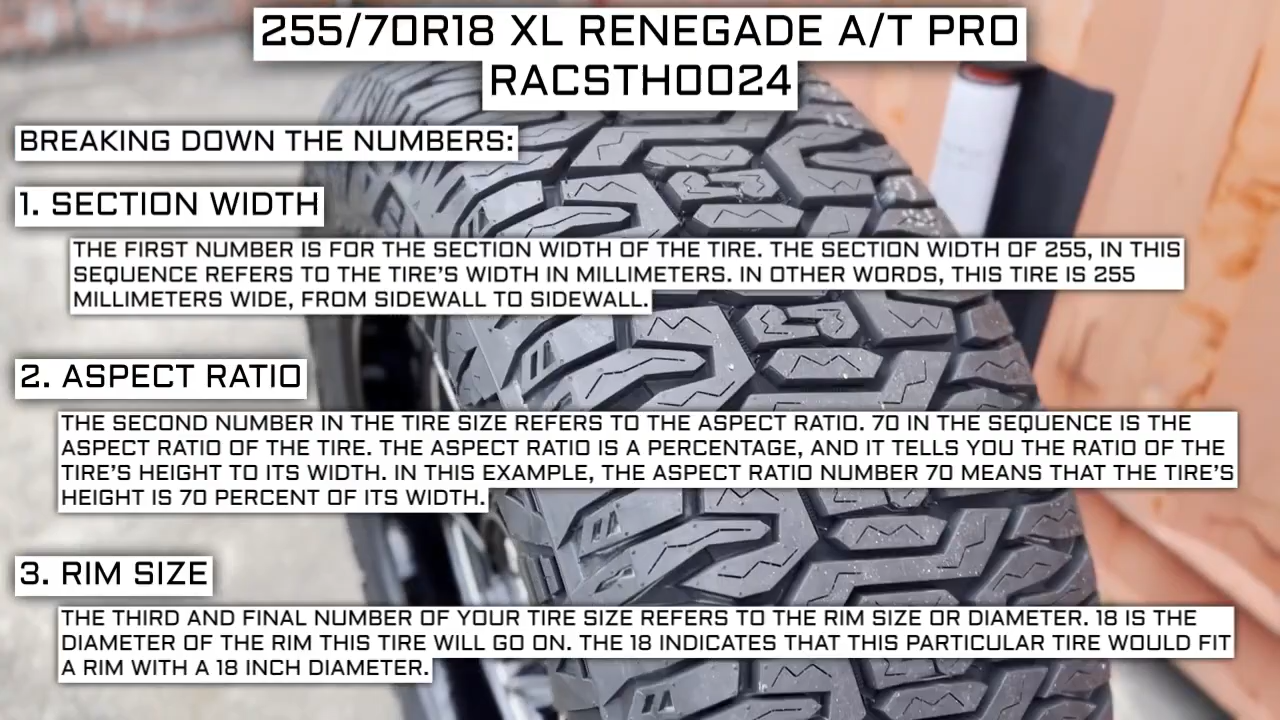 255/70R18 XL RENEGADE A/T PRO
RACSTH0024
BREAKING DOWN THE NUMBERS:
1. SECTION WIDTH
THE FIRST NUMBER IS FOR THE SECTION WIDTH OF THE TIRE. THE SECTION WIDTH OF 255, IN THIS
SEQUENCE REFERS TO THE TIRE'S WIDTH IN MILLIMETERS. IN OTHER WORDS, THIS TIRE IS 255
MILLIMETERS WIDE, FROM SIDEWALL TO SIDEWALL.
2. ASPECT RATIO
THE SECOND NUMBER IN THE TIRE SIZE REFERS TO THE ASPECT RATIO. 70 IN THE SEQUENCE IS THE
ASPECT RATIO OF THE TIRE. THE ASPECT RATIO IS A PERCENTAGE, AND IT TELLS YOU THE RATIO OF THE
TIRE'S HEIGHT TO ITS WIDTH. IN THIS EXAMPLE, THE ASPECT RATIO NUMBER 70 MEANS THAT THE TIRE'S
HEIGHT IS 70 PERCENT OF ITS WIDTH.
3. RIM SIZE
THE THIRD AND FINAL NUMBER OF YOUR TIRE SIZE REFERS TO THE RIM SIZE OR DIAMETER. 18 IS THE
DIAMETER OF THE RIM THIS TIRE WILL GO ON. THE 18 INDICATES THAT THIS PARTICULAR TIRE WOULD FIT
A RIM WITH A 18 INCH DIAMETER.